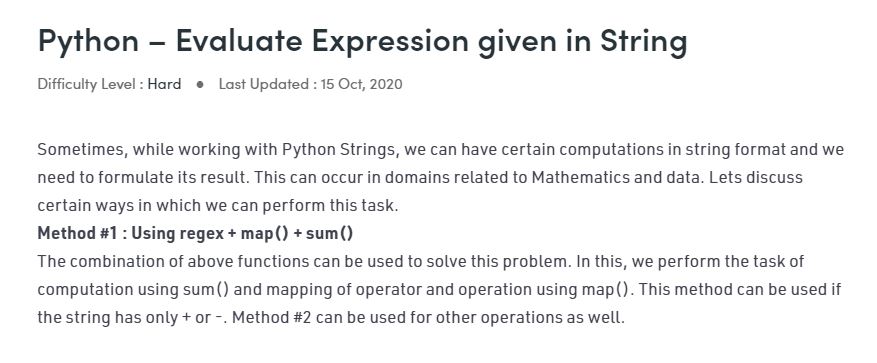 Python – Evaluate Expression given in String
Difficulty Level : Hard ● Last Updated : 15 Oct, 2020
Sometimes, while working with Python Strings, we can have certain computations in string format and we
need to formulate its result. This can occur in domains related to Mathematics and data. Lets discuss
certain ways in which we can perform this task.
Method #1 : Using regex + map() + sum()
The combination of above functions can be used to solve this problem. In this, we perform the task of
computation using sum() and mapping of operator and operation using map(). This method can be used if
the string has only + or -. Method #2 can be used for other operations as well.